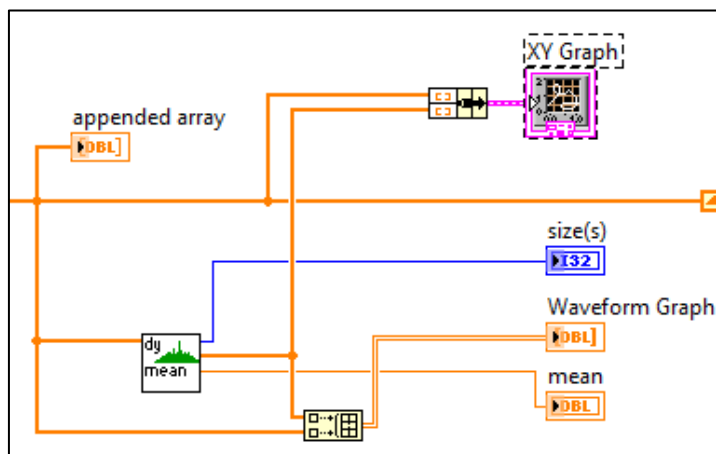 XY Graph
appended array
DBL]
size(s)
I32
dy
mean
Waveform Graph
DBL]
mean
DBL